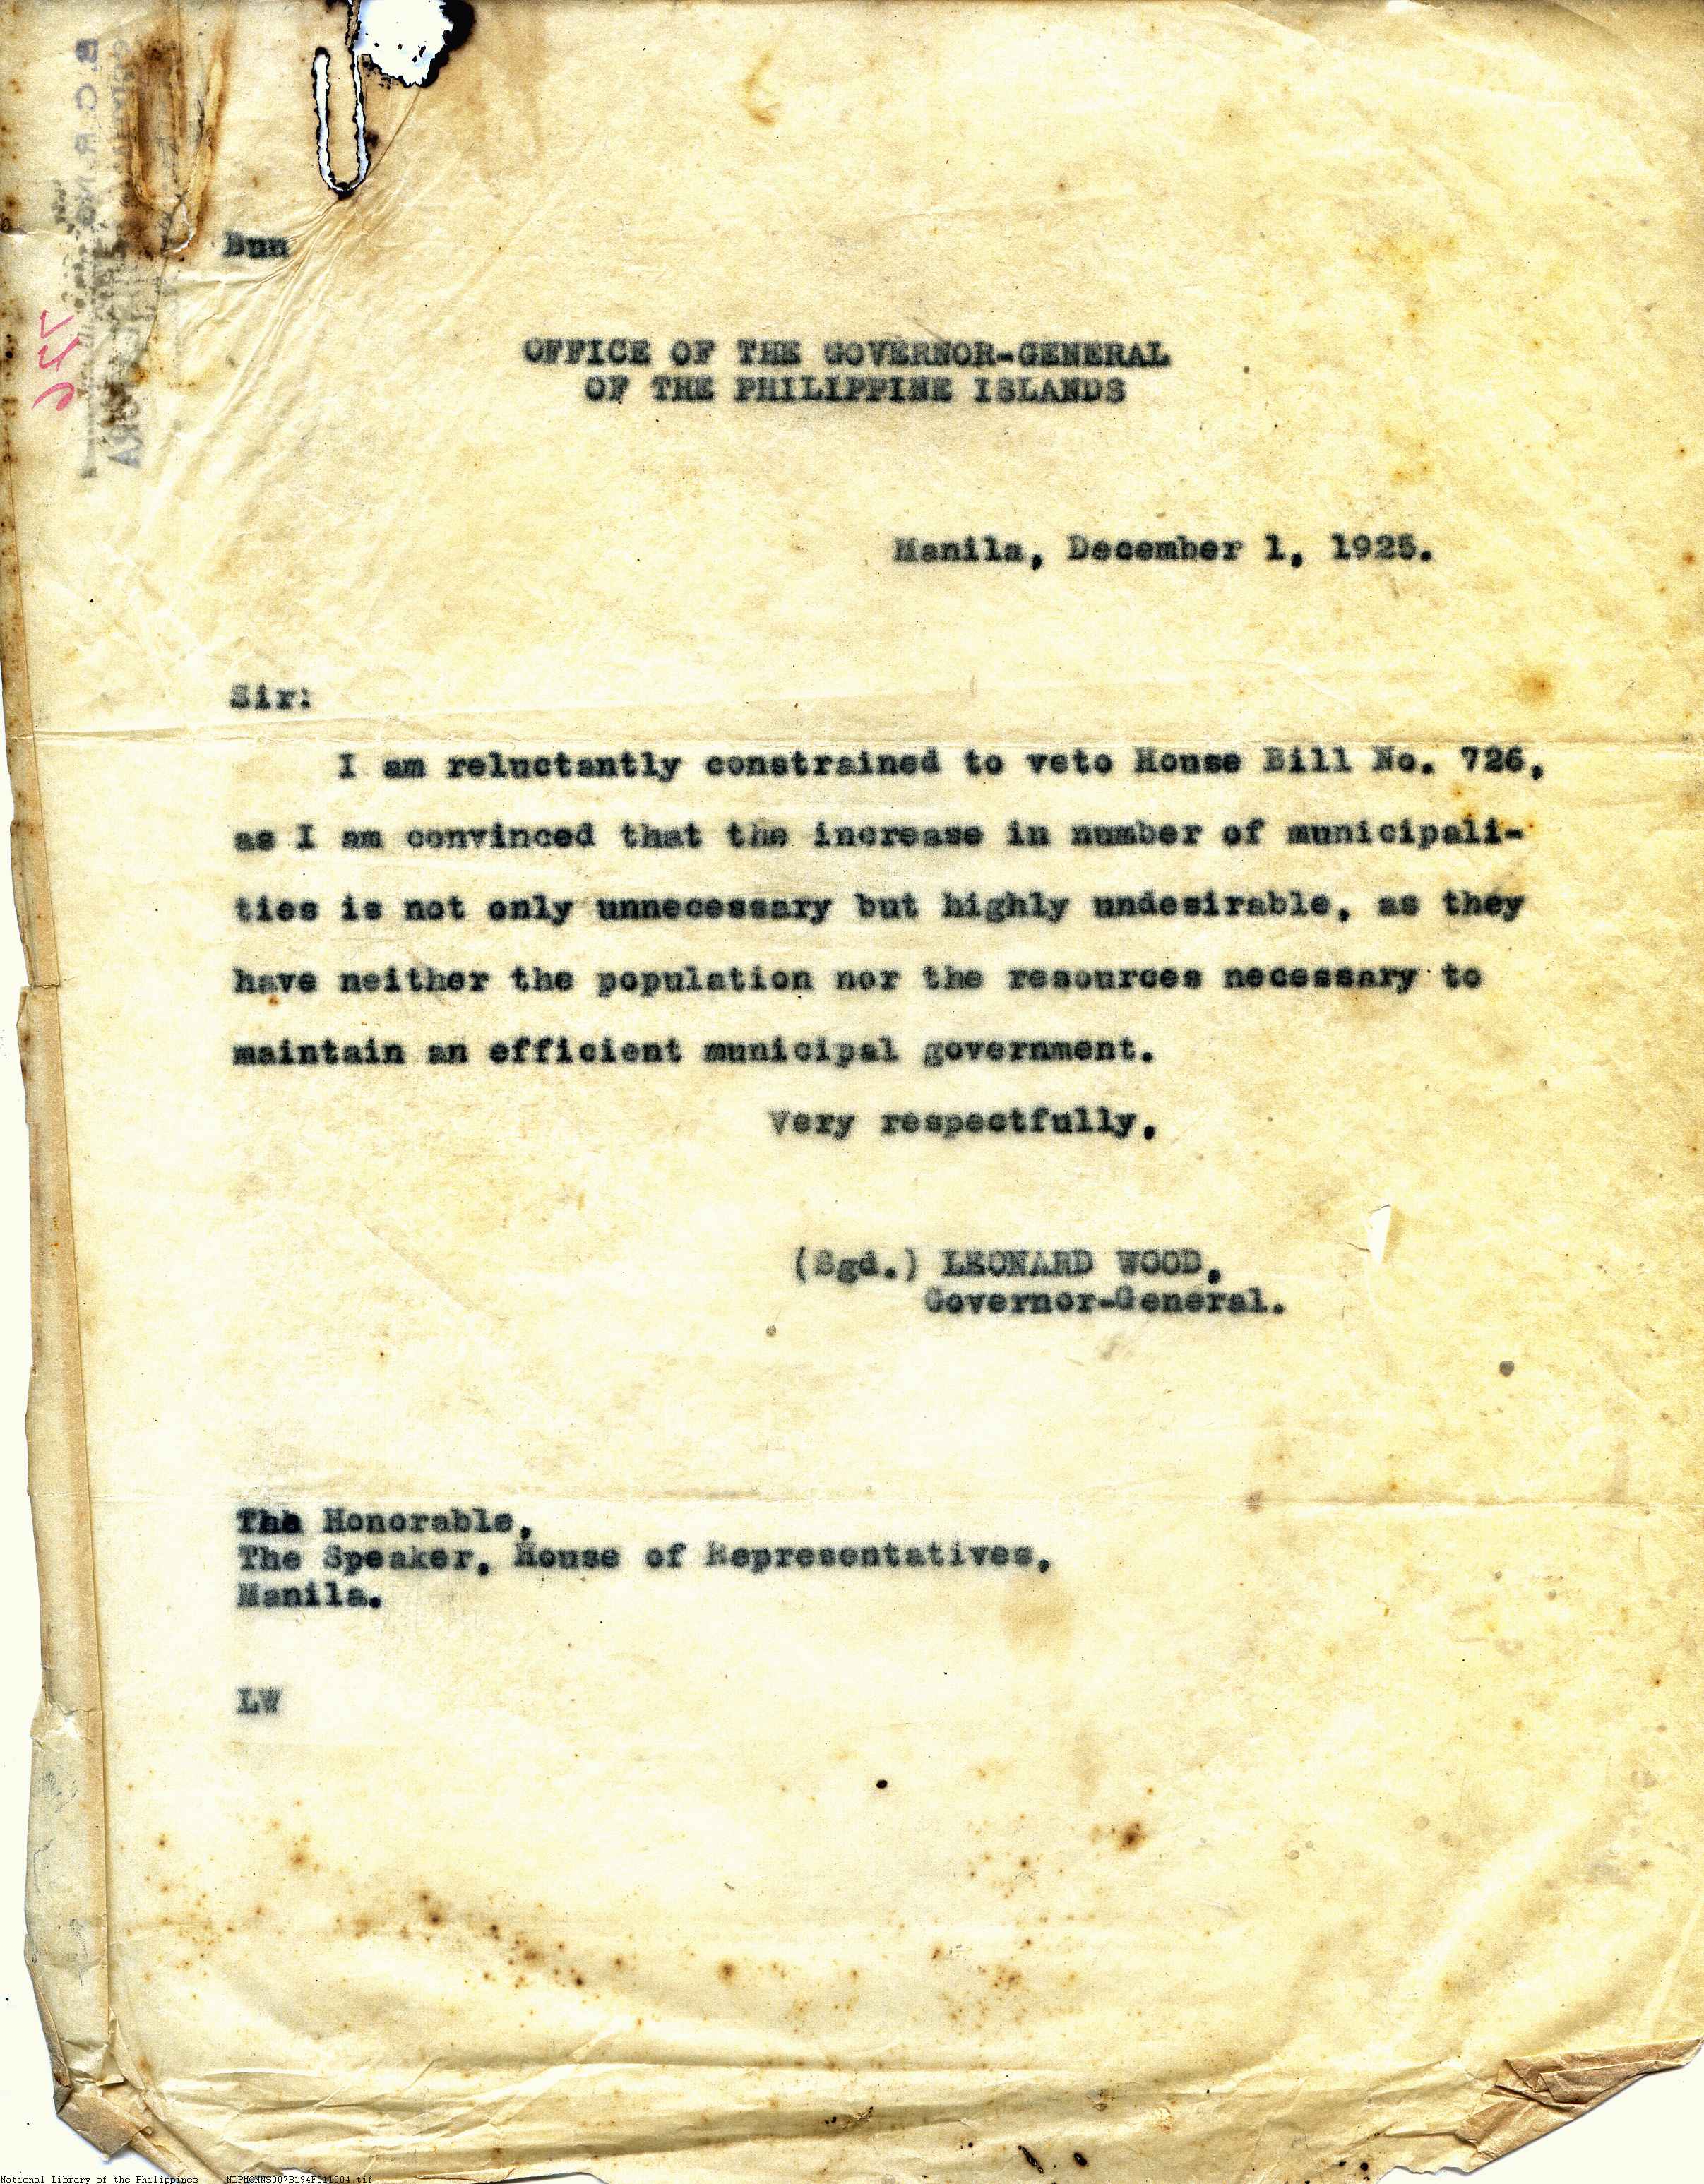 Bun
OFFICE OF THE GOVERNOR-GENERAL
OF THE PHILIPPINE ISLANDS
Manila, December 1, 1925.
Sir:
I am reluctantly constrained to veto House Bill No. 726,
as I am convinced that the increase in number of municipali-
ties is not only unnecessary but highly undesirable, as they
have neither the population nor the resources necessary to
maintain an efficient municipal government.
Very respectfully,
(Sgd.) LEONARD WOOD,
Governor-General.
The Honorable,
The Speaker, House of Representatives,
Manila.
LW
National Library of the Philippines NLPMQMNS007B194F011004.tif